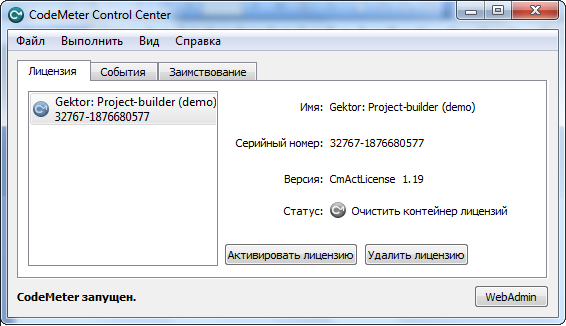 CodeMeter Control Center
Файл Выполнить Вид Справка
Лицензия События Заимствование
Gektor: Project-builder (demo)
32767-1876680577
Имя: Gektor: Project-builder (demo)
Серийный номер: 32767-1876680577
Версия: CmActLicense 1.19
Статус: Очистить контейнер лицензий
Активировать лицензию Удалить лицензию
CodeMeter запущен. WebAdmin